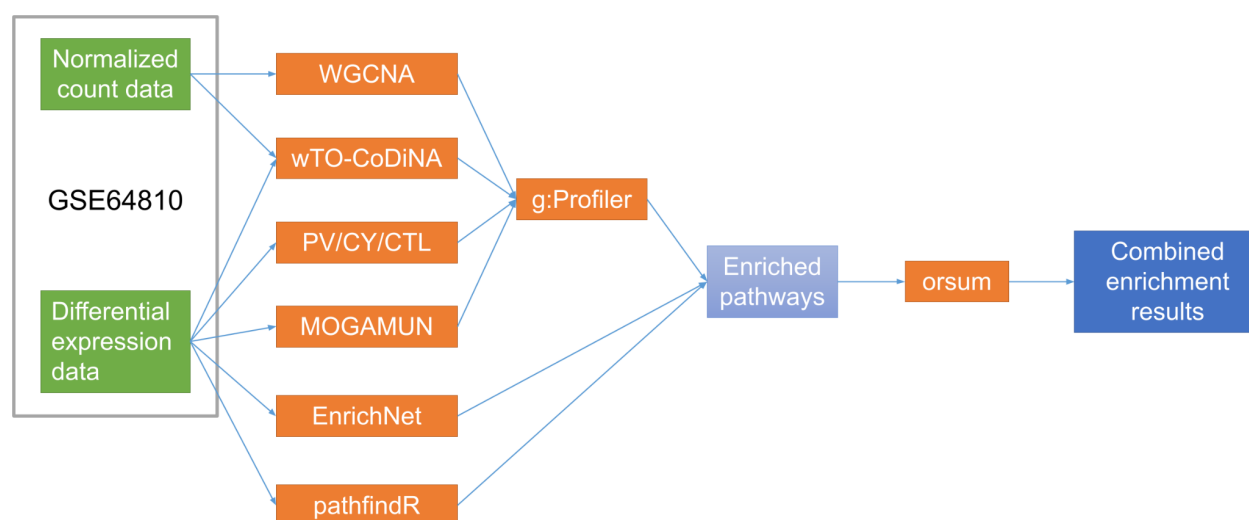 Normalized
count data
GSE64810
Differential
expression
data
WGCNA
wTO-CoDiNA
PV/CY/CTL
MOGAMUN
EnrichNet
pathfindR
g:Profiler
Enriched
pathways
orsum
Combined
enrichment
results